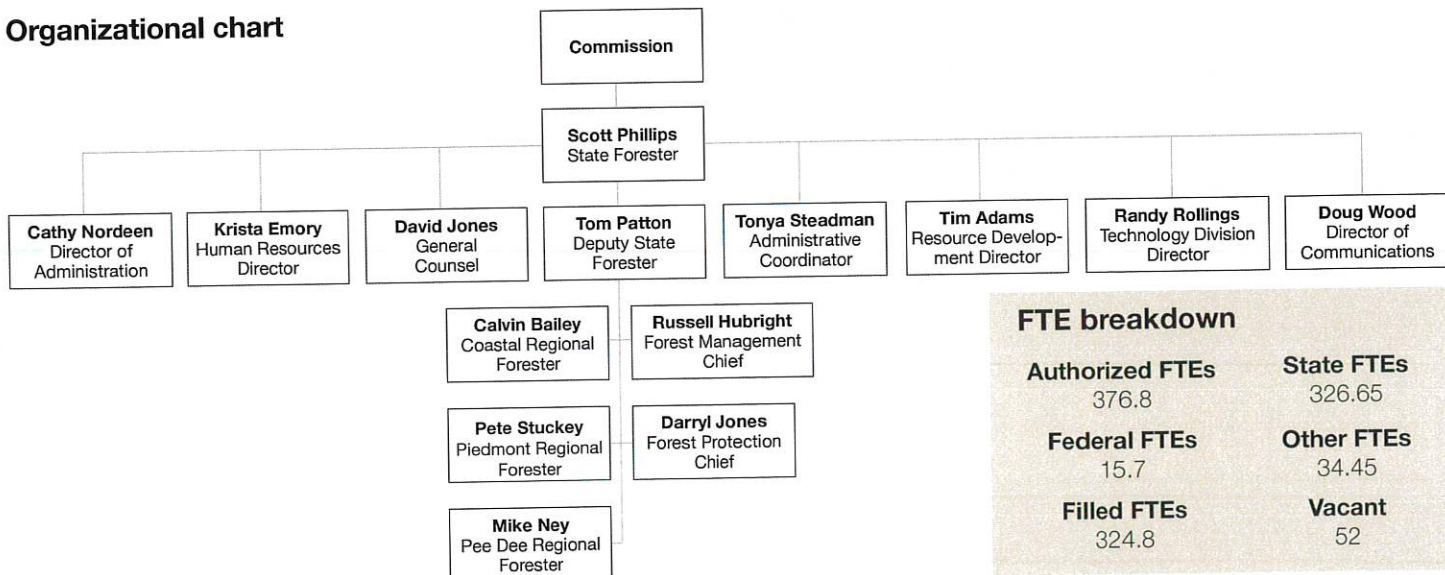 Organizational chart
Commission
Scott Phillips
State Forester
Cathy Nordeen
Director of
Administration
Krista Emory
Human Resources
Director
David Jones
General
Counsel
Tom Patton
Deputy State
Forester
Tonya Steadman
Administrative
Coordinator
Tim Adams
Resource Develop-
ment Director
Randy Rollings
Technology Division
Director
Doug Wood
Director of
Communications
Calvin Bailey
Coastal Regional
Forester
Russell Hubright
Forest Management
Chief
Pete Stuckey
Piedmont Regional
Forester
Darryl Jones
Forest Protection
Chief
Mike Ney
Pee Dee Regional
Forester
FTE breakdown
Authorized FTEs
376.8
State FTEs
326.65
Federal FTEs
15.7
Other FTEs
34.45
Filled FTEs
324.8
Vacant
52